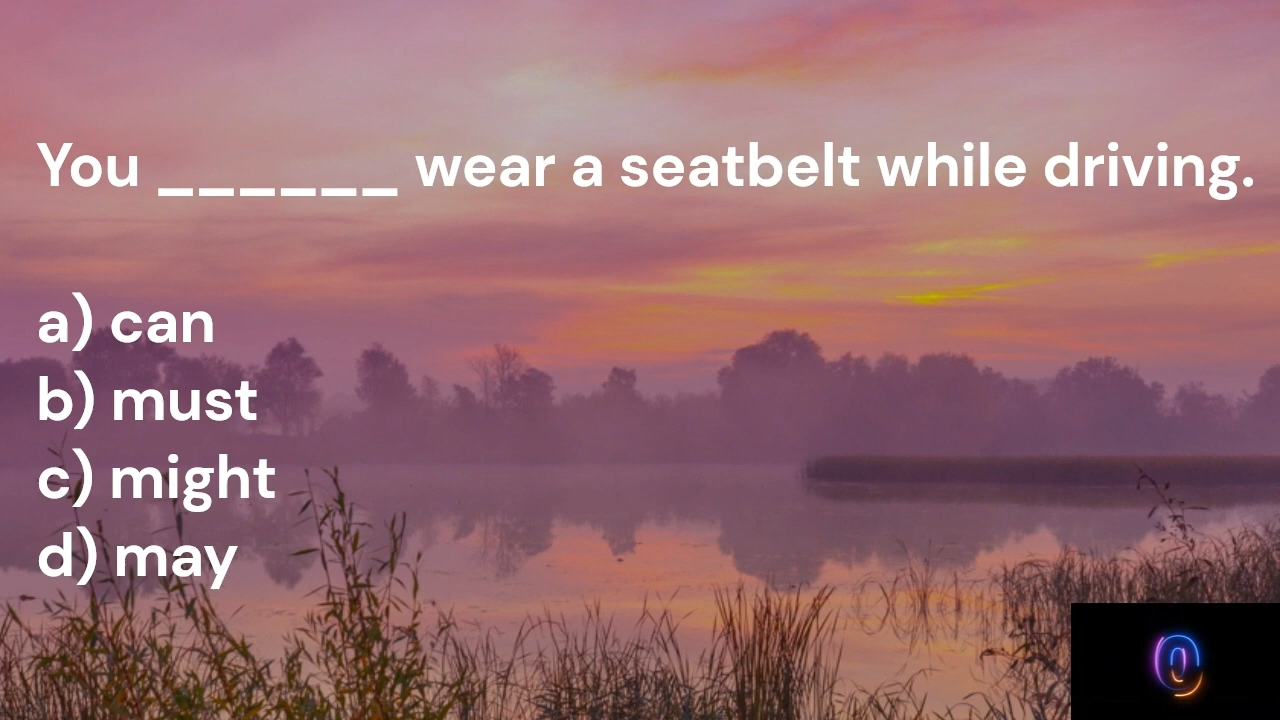 You ______ wear a seatbelt while driving.
a) can
b) must
c) might
d) may